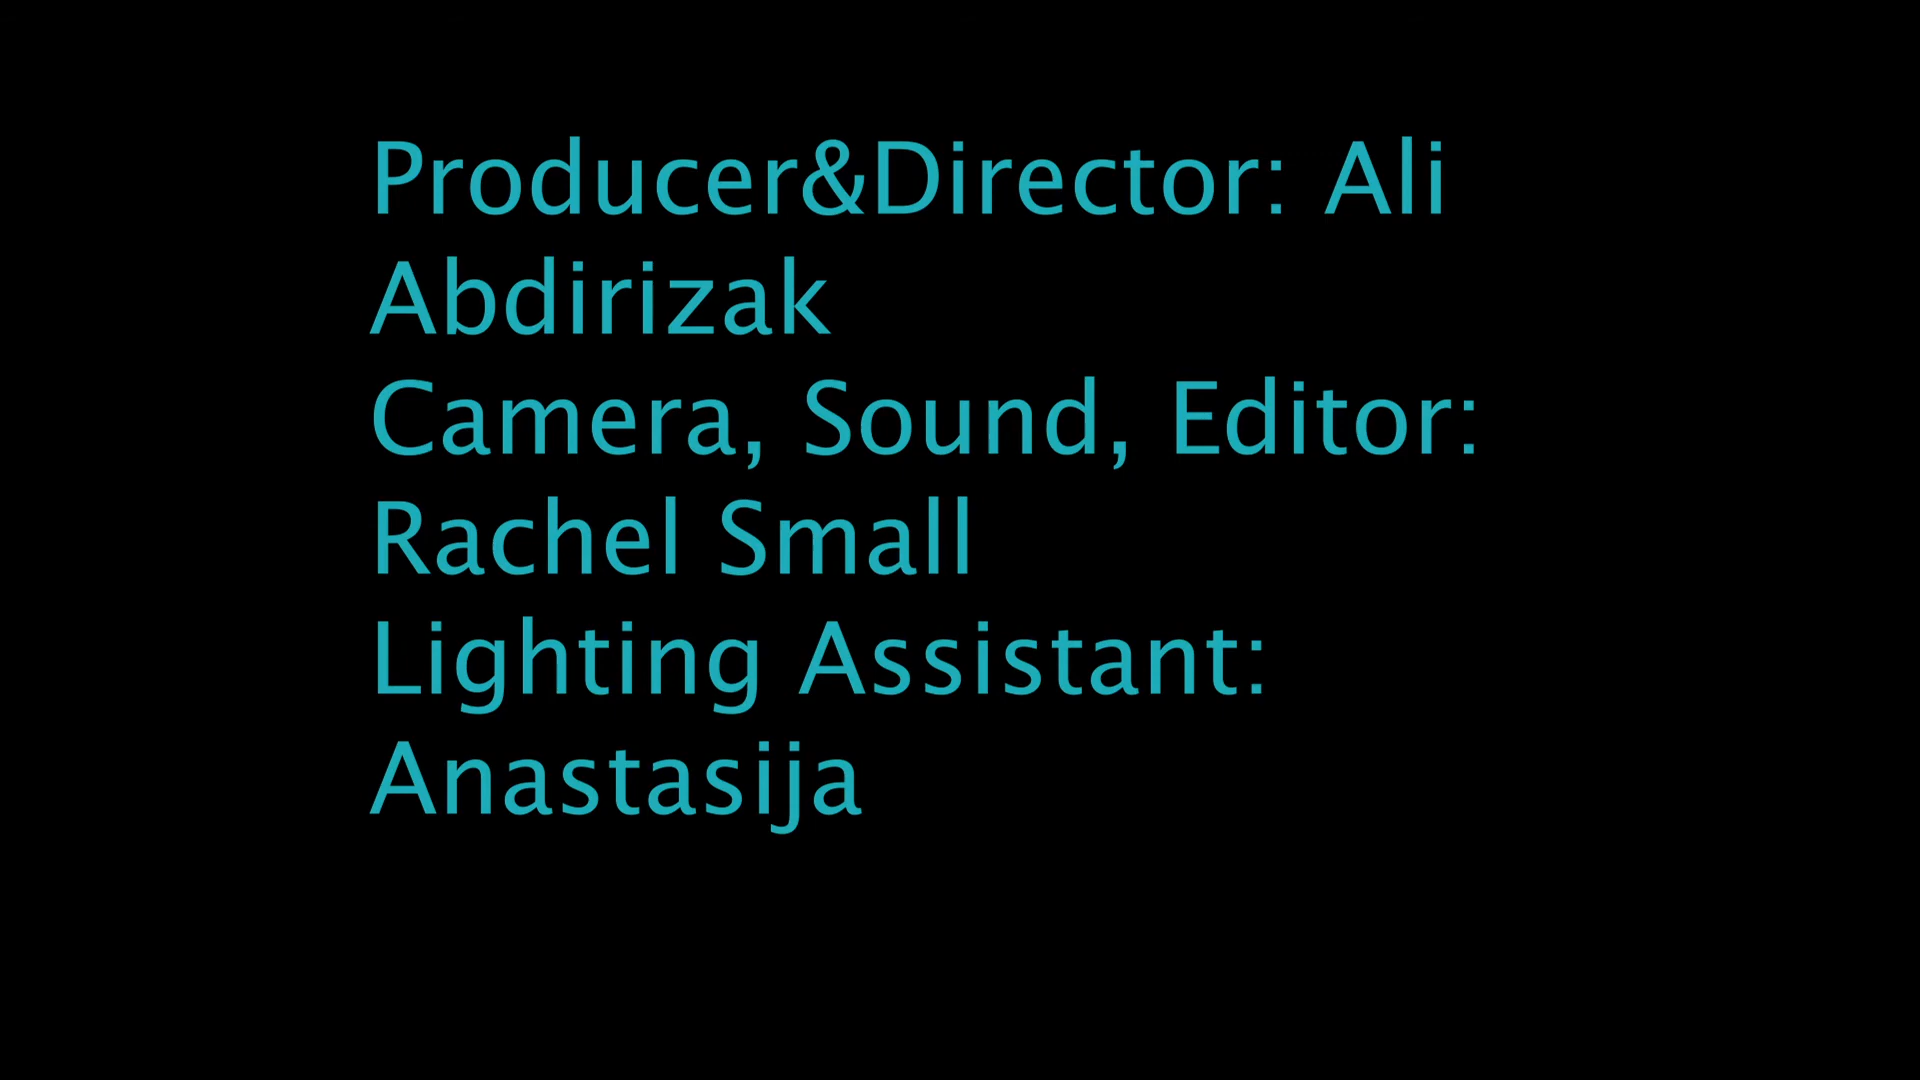 Producer&Director: Ali
Abdirizak
Camera, Sound, Editor:
Rachel Small
Lighting Assistant:
Anastasija